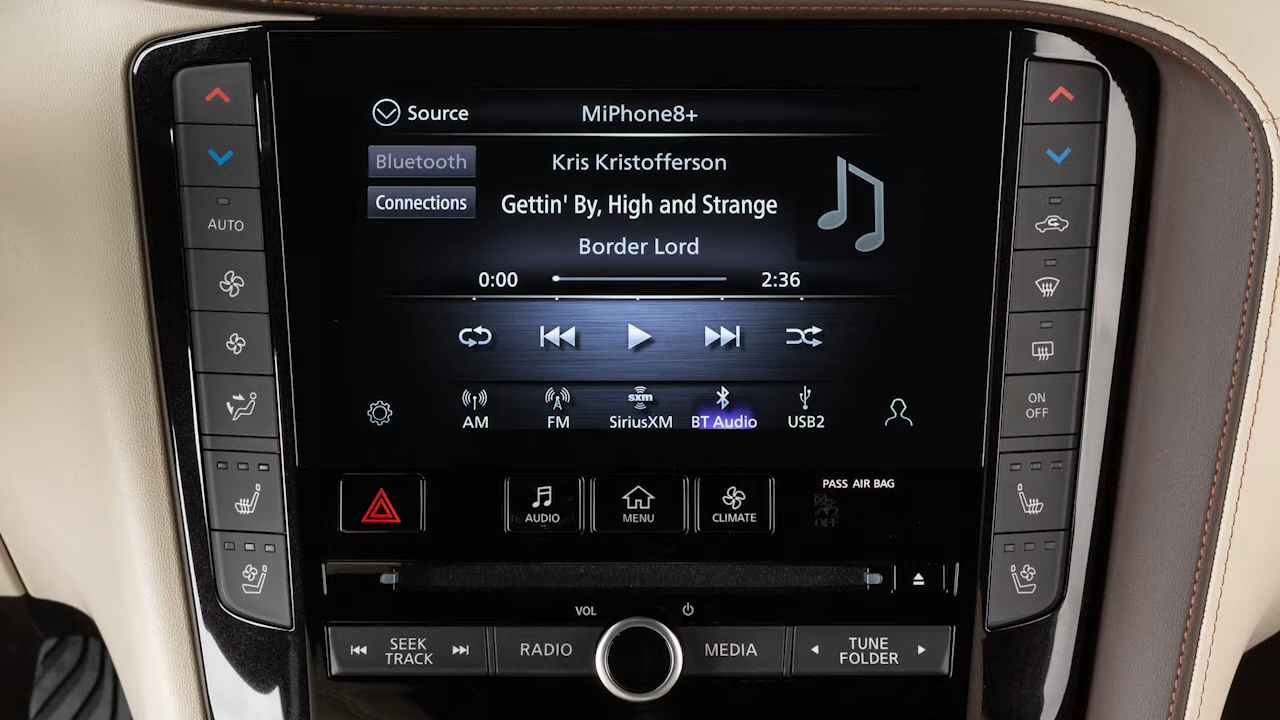 Source
MiPhone8+
Bluetooth
Kris Kristofferson
Connections
Gettin' By, High and Strange
Border Lord
0:00
2:36
AUTO
ON
OFF
sxm
AM
FM
SiriusXM
BT Audio
USB2
PASS AIR BAG
OFF
AUDIO
MENU
CLIMATE
VOL
SEEK
TRACK
RADIO
MEDIA
TUNE
FOLDER